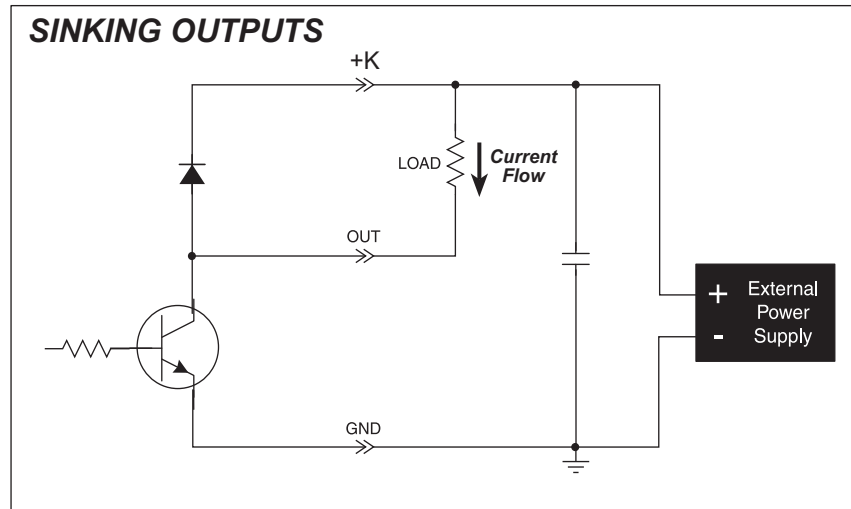 SINKING OUTPUTS
+K
LOAD
Current
Flow
OUT
+ External
Power
- Supply
GND